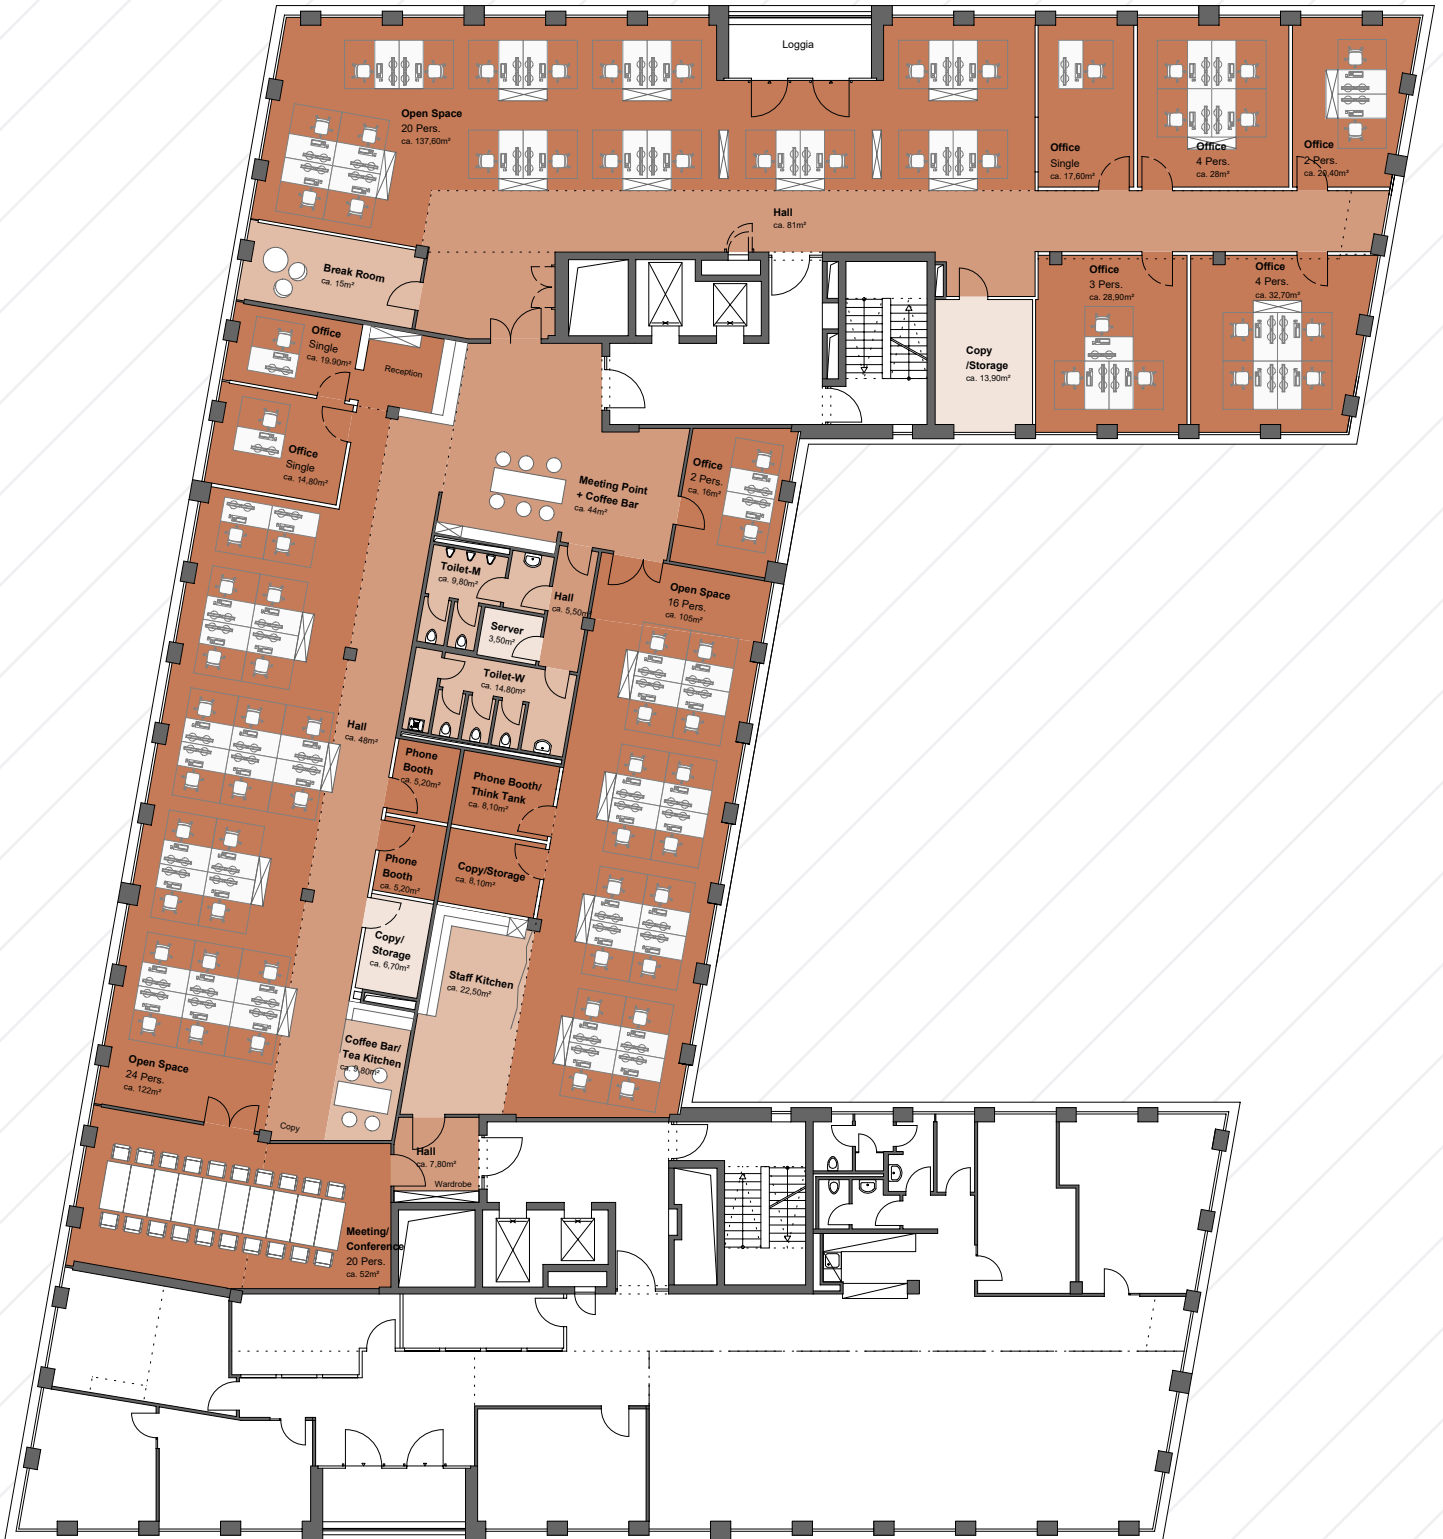 Loggia
Open Space
20 Pers.
ca. 137,60m²
Office
Single
ca. 17,60m²
Office
4 Pers.
ca. 28m²
Office
2 Pers.
ca. 20,40m²
Hall
ca. 81m²
Break Room
ca. 15m²
Office
3 Pers.
ca. 28,90m²
Office
4 Pers.
ca. 32,70m²
Office
Single
ca. 19,90m²
Reception
Copy
/Storage
ca. 13,90m²
Office
Single
ca. 14,80m²
Meeting Point
+ Coffee Bar
ca. 44m²
Office
2 Pers.
ca. 16m²
Toilet-M
ca. 9,80m²
Hall
ca. 5,50m²
Open Space
16 Pers.
ca. 105m²
Server
3,50m²
Toilet-W
ca. 14,80m²
Hall
ca. 48m²
Phone
Booth
ca. 5,20m²
Phone Booth/
Think Tank
ca. 8,10m²
Phone
Booth
ca. 5,20m²
Copy/Storage
ca. 8,10m²
Copy/
Storage
ca. 6,70m²
Staff Kitchen
ca. 22,50m²
Coffee Bar/
Tea Kitchen
ca. 9,80m²
Open Space
24 Pers.
ca. 122m²
Copy
Hall
ca. 7,80m²
Wardrobe
Meeting/
Conference
20 Pers.
ca. 52m²